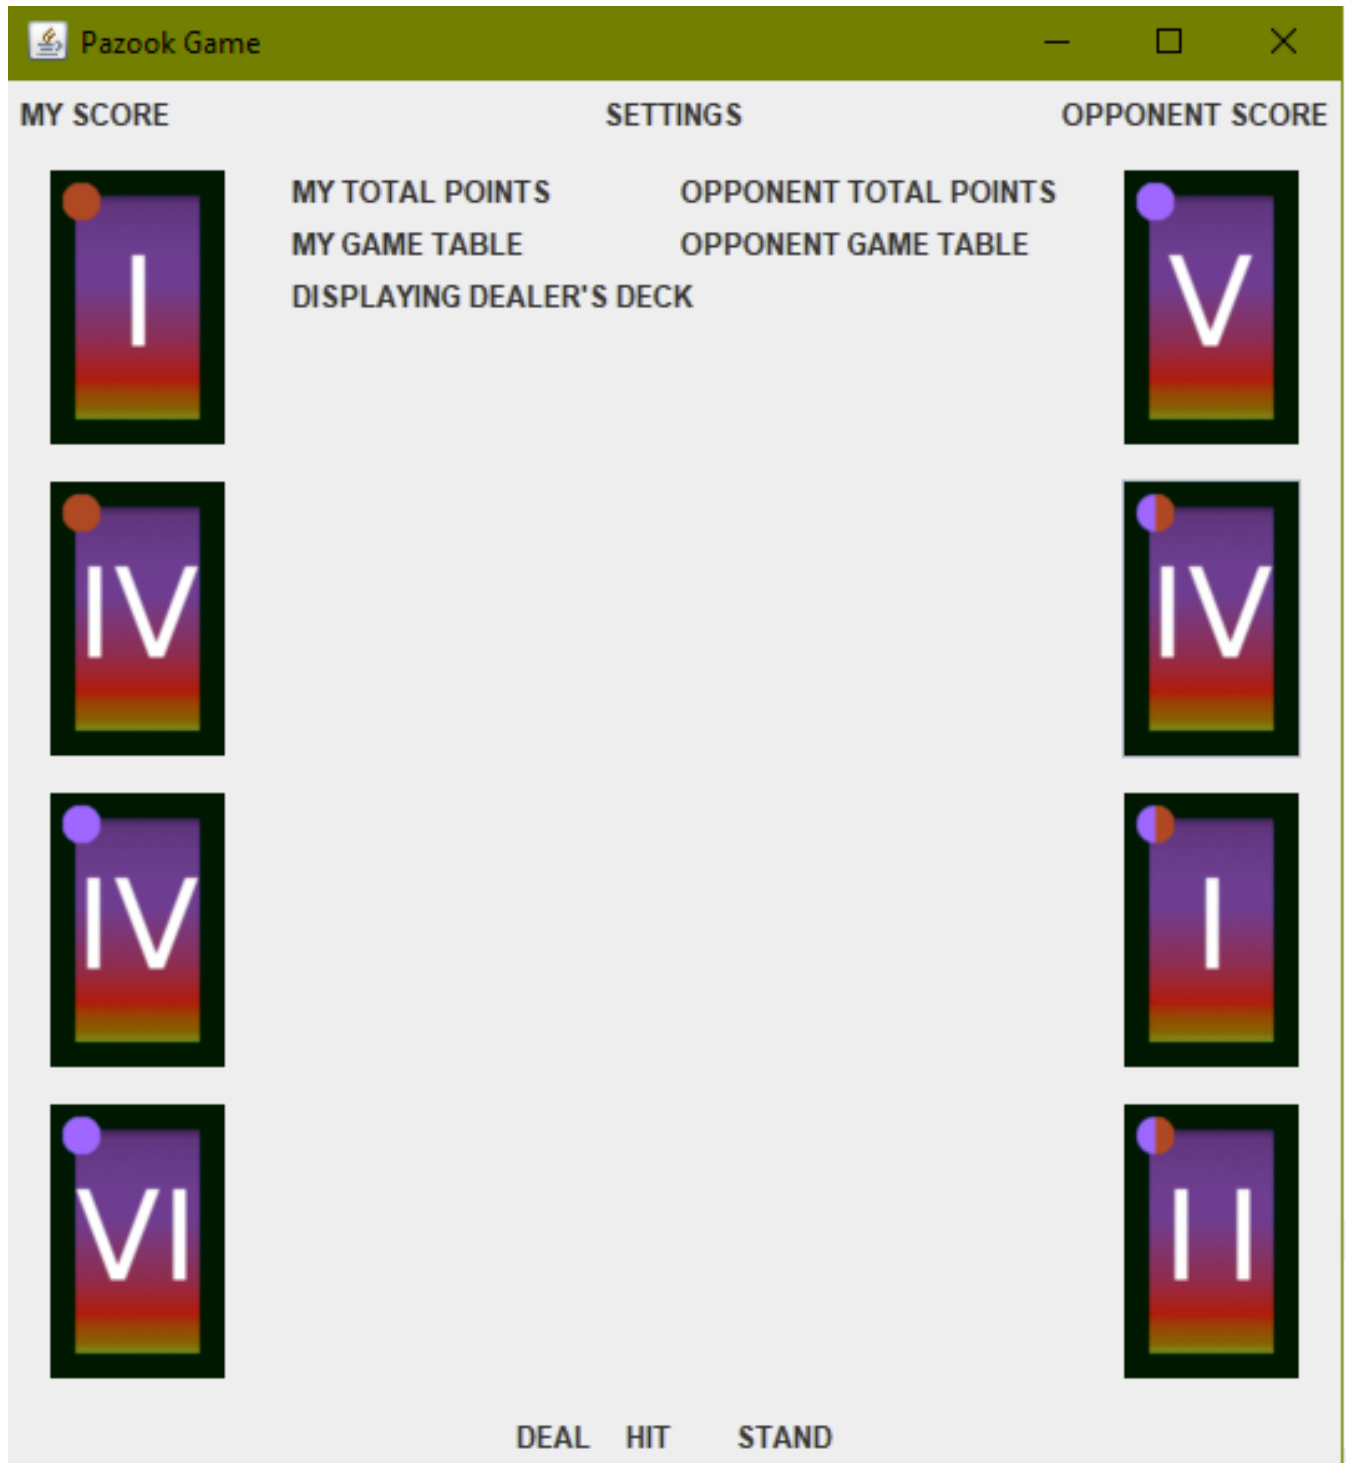 Pazook Game
MY SCORE SETTINGS OPPONENT SCORE
MY TOTAL POINTS OPPONENT TOTAL POINTS
MY GAME TABLE OPPONENT GAME TABLE
DISPLAYING DEALER'S DECK
I V
IV IV
IV I
VI II
DEAL HIT STAND